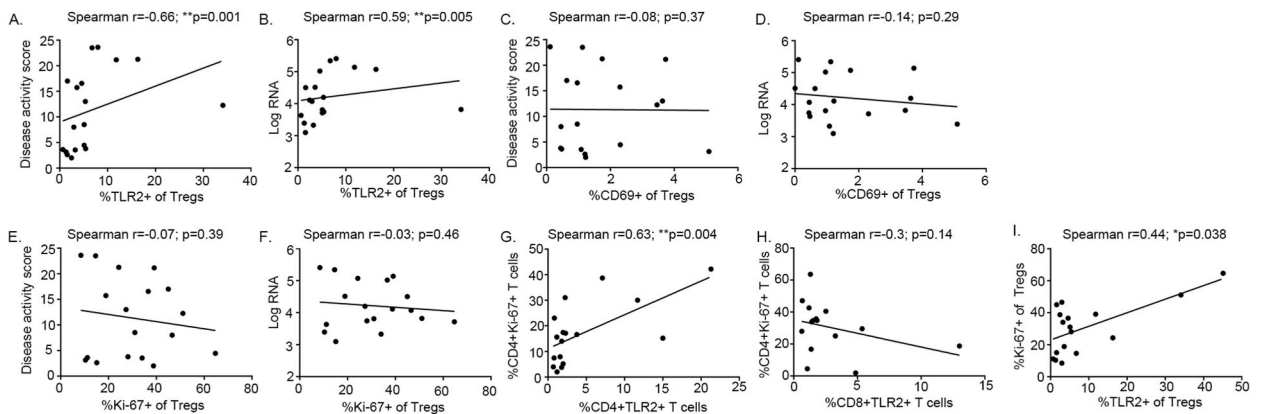 A.
Spearman r=-0.66; **p=0.001
Disease activity score
25
20
15
10
5
0
0
10
20
30
40
%TLR2+ of Tregs
B.
Spearman r=0.59; **p=0.005
Log RNA
6
5
4
3
2
0
10
20
30
40
%TLR2+ of Tregs
C.
Spearman r=-0.08; p=0.37
Disease activity score
25
20
15
10
5
0
0
2
4
6
%CD69+ of Tregs
D.
Spearman r=-0.14; p=0.29
Log RNA
6
5
4
3
2
0
2
4
6
%CD69+ of Tregs
E.
Spearman r=-0.07; p=0.39
Disease activity score
25
20
15
10
5
0
0
20
40
60
80
%Ki-67+ of Tregs
F.
Spearman r=-0.03; p=0.46
Log RNA
6
5
4
3
2
0
20
40
60
80
%Ki-67+ of Tregs
G.
Spearman r=0.63; **p=0.004
%CD4+Ki-67+ T cells
50
40
30
20
10
0
0
5
10
15
20
25
%CD4+TLR2+ T cells
H.
Spearman r=-0.3; p=0.14
%CD4+Ki-67+ T cells
80
60
40
20
0
0
5
10
15
%CD8+TLR2+ T cells
I.
Spearman r=0.44; *p=0.038
%Ki-67+ of Tregs
80
60
40
20
0
0
10
20
30
40
50
%TLR2+ of Tregs